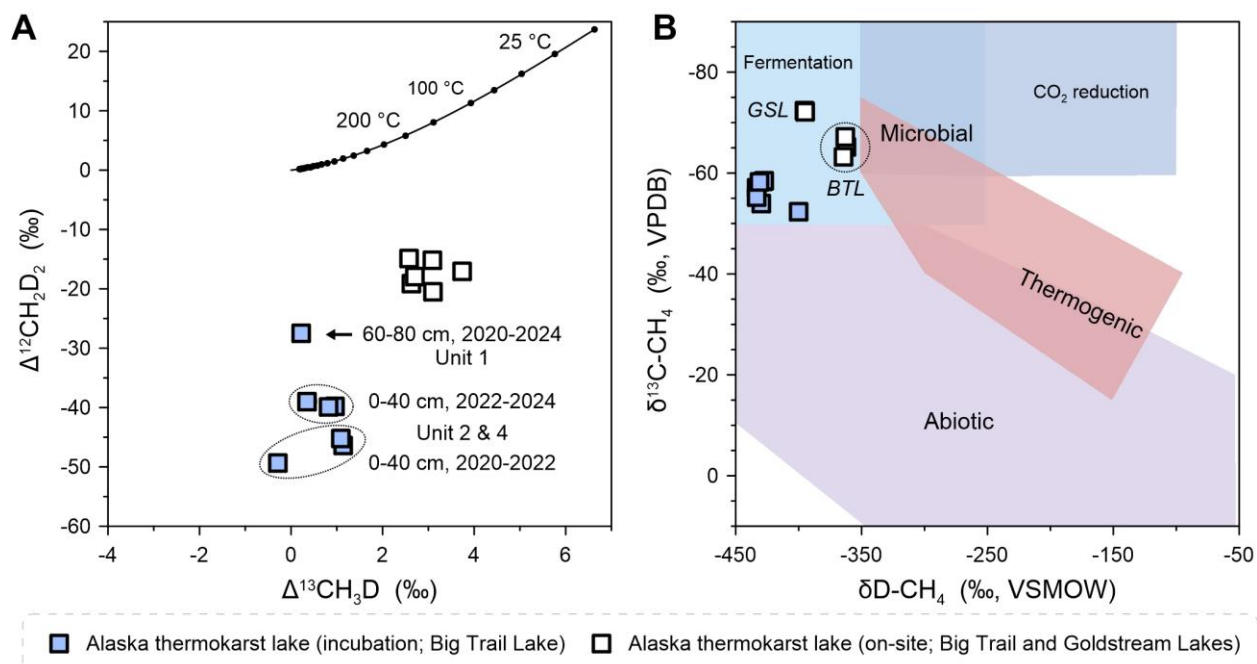 A
20
10
0
-10
-20
-30
-40
-50
-60
Δ¹²CH₂D₂ (‰)
25 °C
100 °C
200 °C
60-80 cm, 2020-2024
Unit 1
0-40 cm, 2022-2024
Unit 2 & 4
0-40 cm, 2020-2022
-4
-2
0
2
4
6
Δ¹³CH₃D (‰)
B
-80
-60
-40
-20
0
δ¹³C-CH₄ (‰, VPDB)
Fermentation
CO₂ reduction
GSL
Microbial
BTL
Thermogenic
Abiotic
-450
-350
-250
-150
-50
δD-CH₄ (‰, VSMOW)
Alaska thermokarst lake (incubation; Big Trail Lake)
Alaska thermokarst lake (on-site; Big Trail and Goldstream Lakes)